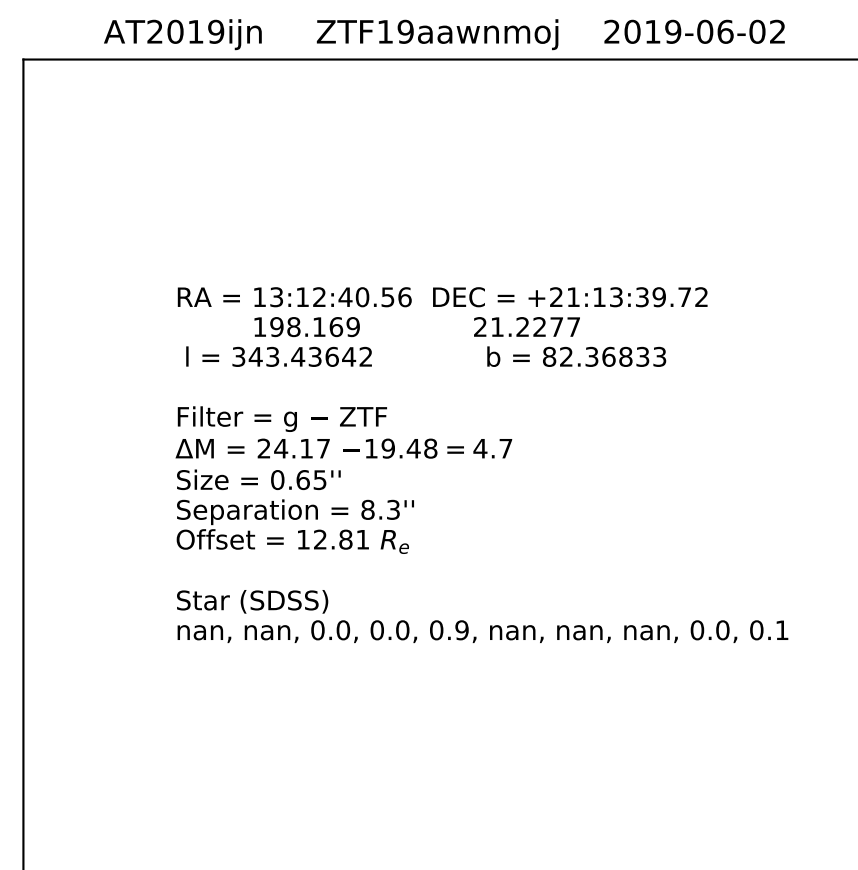 AT2019ijn ZTF19aawnmoj 2019-06-02
RA = 13:12:40.56 DEC = +21:13:39.72
198.169 21.2277
l = 343.43642 b = 82.36833
Filter = g − ZTF
ΔM = 24.17 −19.48 = 4.7
Size = 0.65''
Separation = 8.3''
Offset = 12.81 Rₑ
Star (SDSS)
nan, nan, 0.0, 0.0, 0.9, nan, nan, nan, 0.0, 0.1